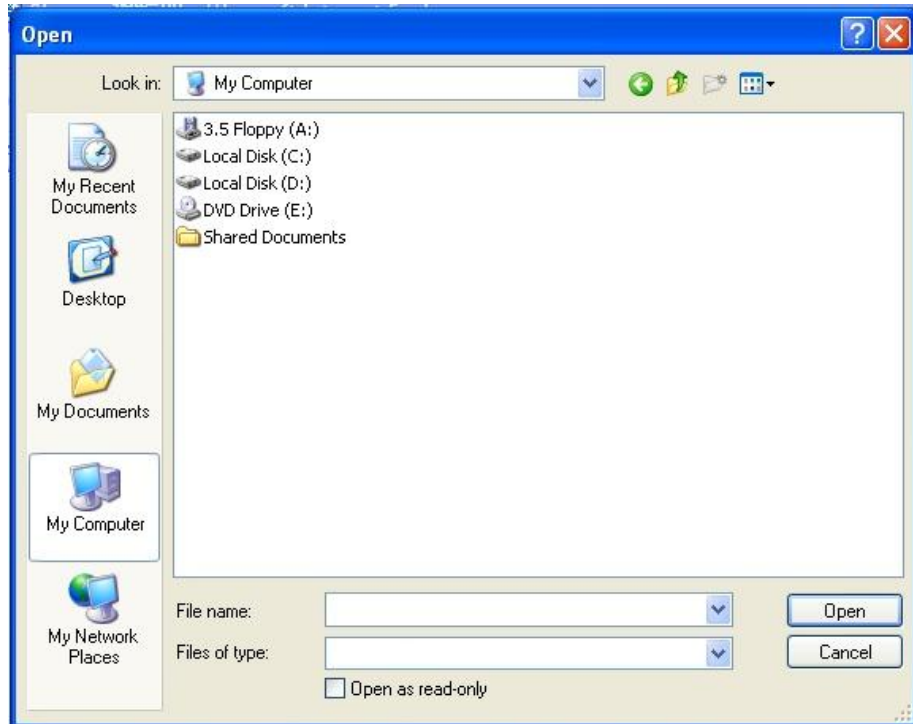 Open
Look in: My Computer
3.5 Floppy (A:)
Local Disk (C:)
Local Disk (D:)
DVD Drive (E:)
Shared Documents
My Recent
Documents
Desktop
My Documents
My Computer
My Network
Places
File name:
Open
Files of type:
Cancel
Open as read-only